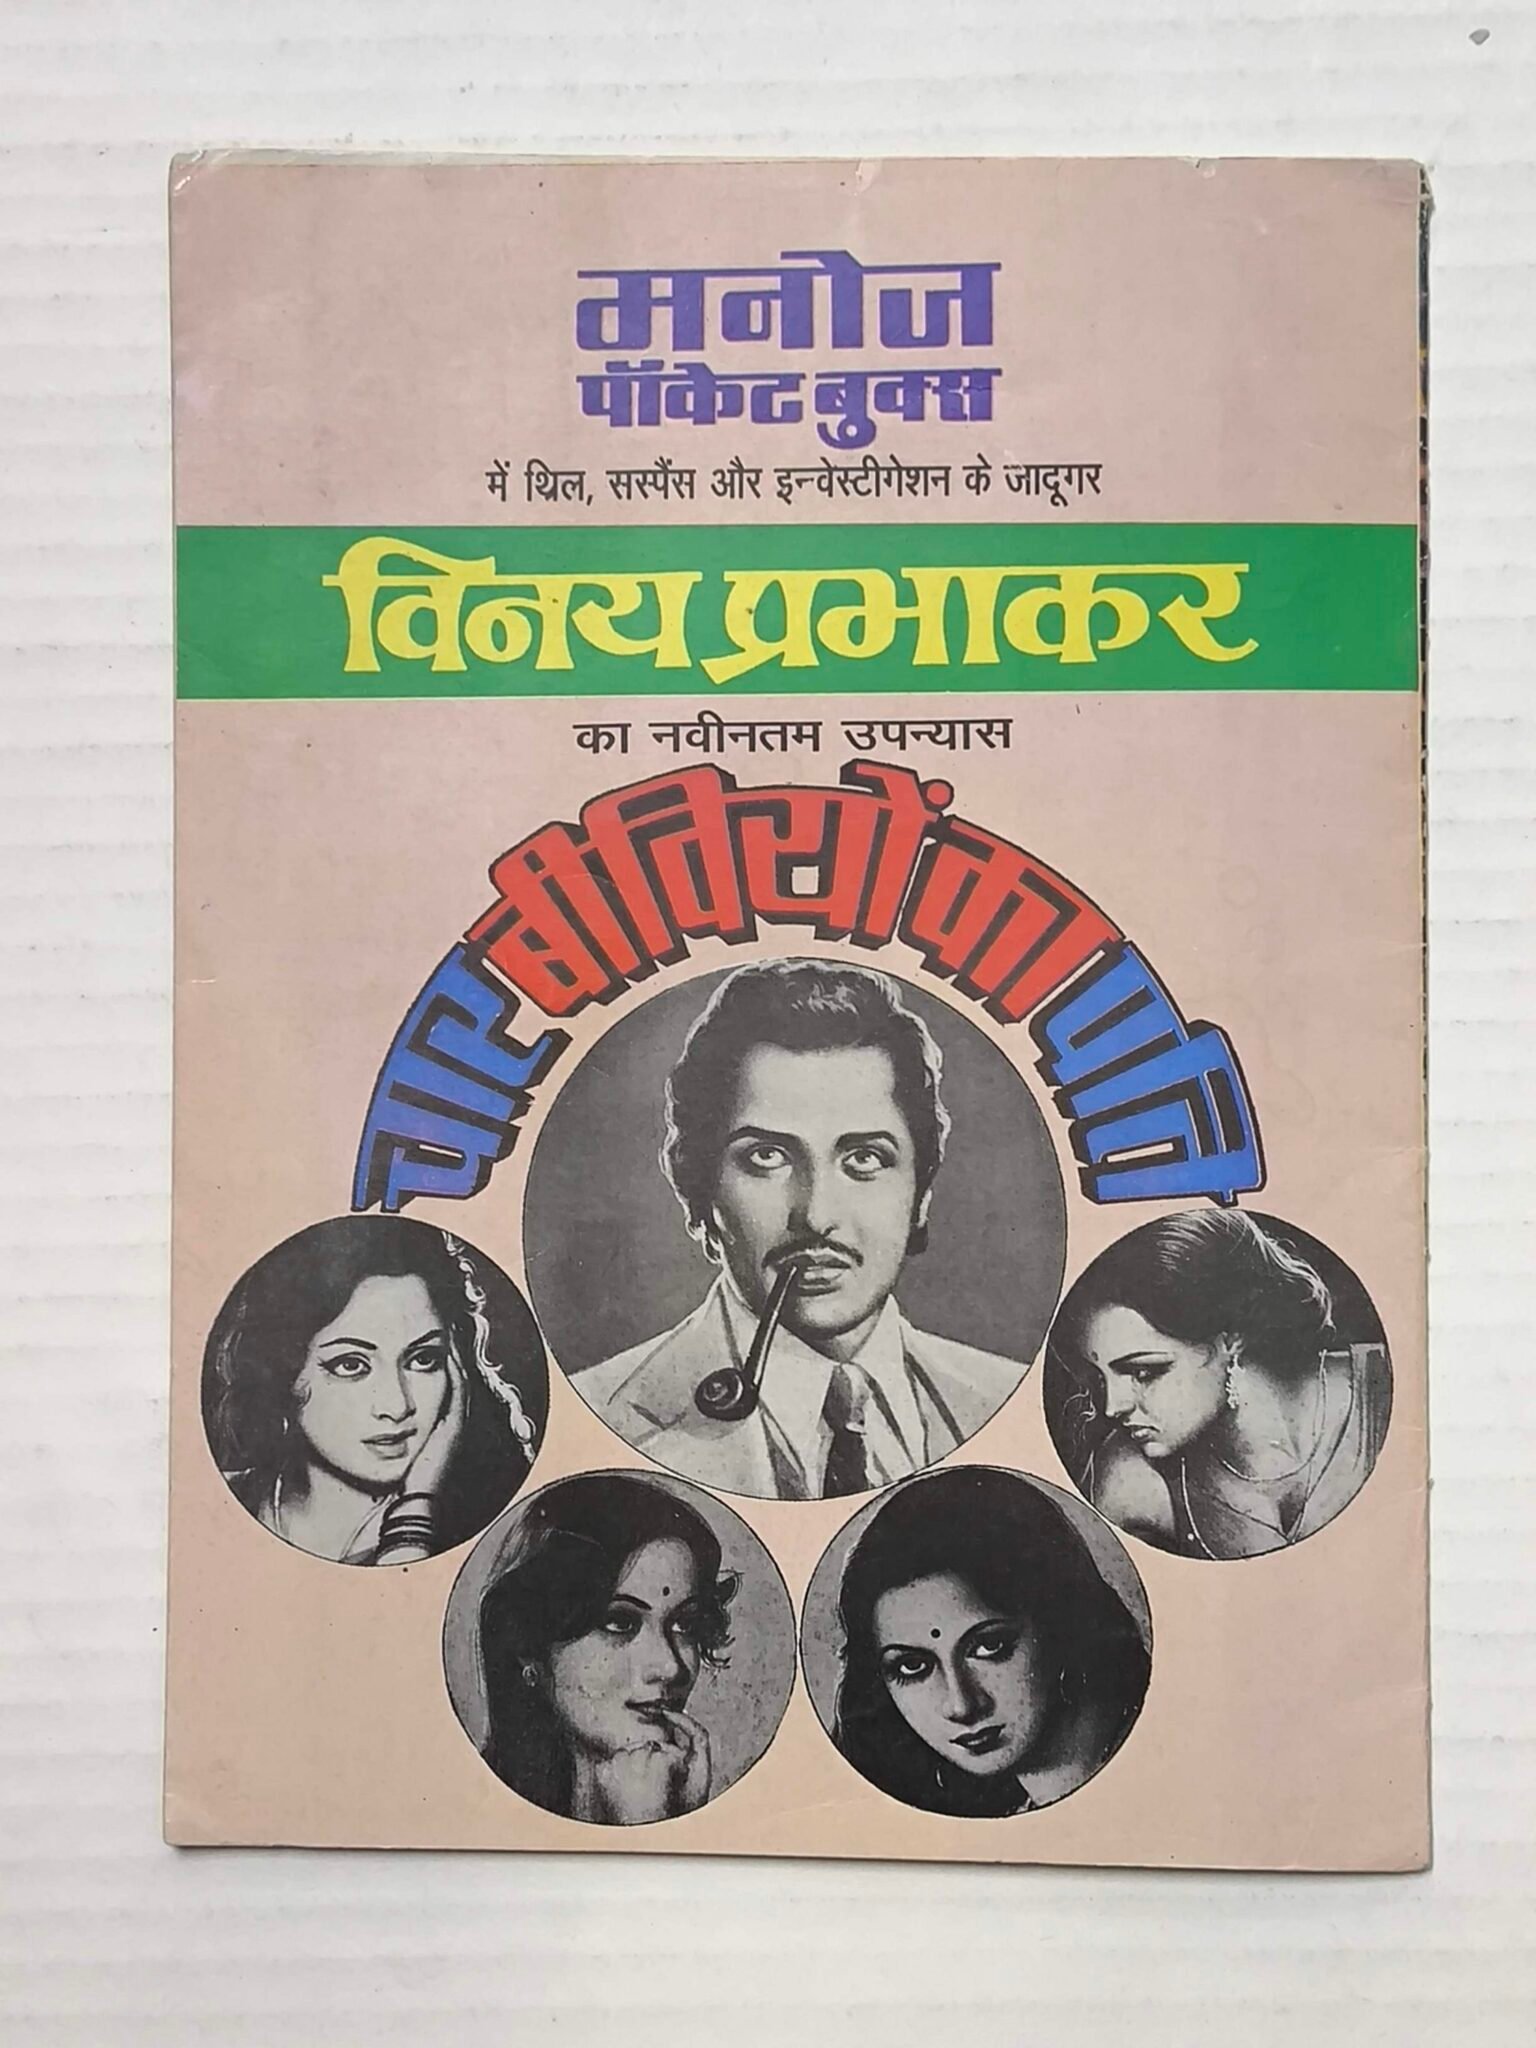 मनोज
पॉकेट बुक्स
में थ्रिल, सस्पैंस और इन्वेस्टीगेशन के जादूगर
विनय प्रभाकर
का नवीनतम उपन्यास
चार बीवियों का पति